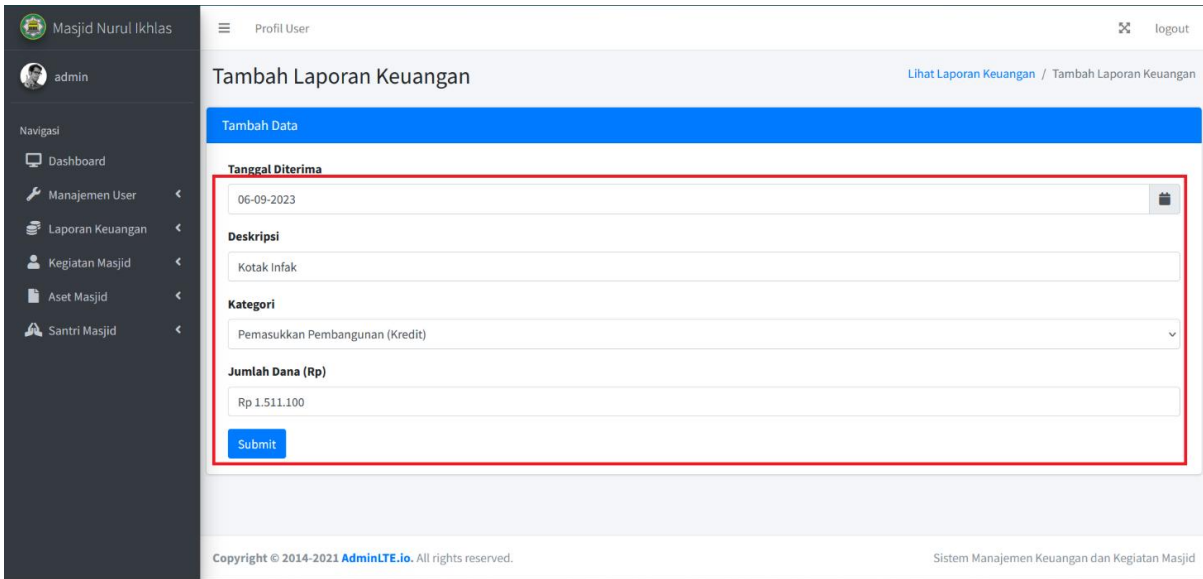 Masjid Nurul Ikhlas
Profil User
logout
admin
Tambah Laporan Keuangan
Lihat Laporan Keuangan / Tambah Laporan Keuangan
Navigasi
Dashboard
Manajemen User
Laporan Keuangan
Kegiatan Masjid
Aset Masjid
Santri Masjid
Tambah Data
Tanggal Diterima
06-09-2023
Deskripsi
Kotak Infak
Kategori
Pemasukkan Pembangunan (Kredit)
Jumlah Dana (Rp)
Rp 1.511.100
Submit
Copyright © 2014-2021 AdminLTE.io. All rights reserved.
Sistem Manajemen Keuangan dan Kegiatan Masjid